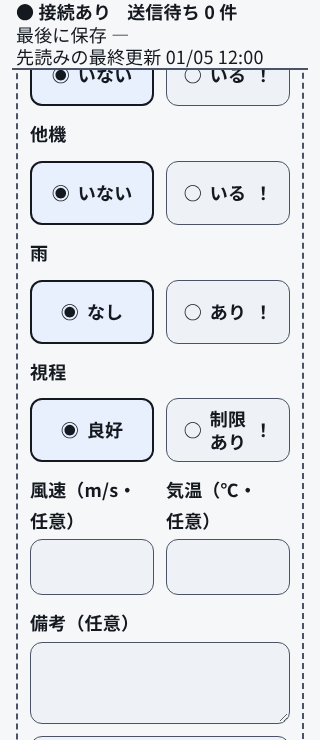 ● 接続あり　送信待ち 0 件
最後に保存 —
先読みの最終更新 01/05 12:00
◉ いない　○ いる ！
他機
◉ いない　○ いる ！
雨
◉ なし　○ あり ！
視程
◉ 良好　○ 制限あり ！
風速（m/s・任意）　気温（℃・任意）
備考（任意）